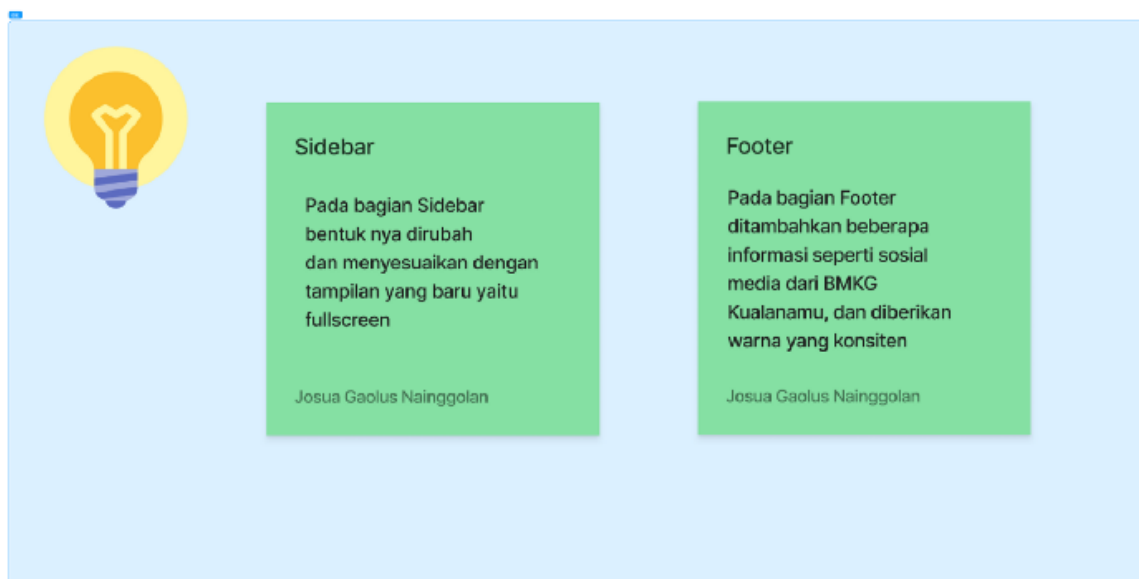 Sidebar
Pada bagian Sidebar
bentuk nya dirubah
dan menyesuaikan dengan
tampilan yang baru yaitu
fullscreen
Josua Gaolus Nainggolan
Footer
Pada bagian Footer
ditambahkan beberapa
informasi seperti sosial
media dari BMKG
Kualanamu, dan diberikan
warna yang konsiten
Josua Gaolus Nainggolan